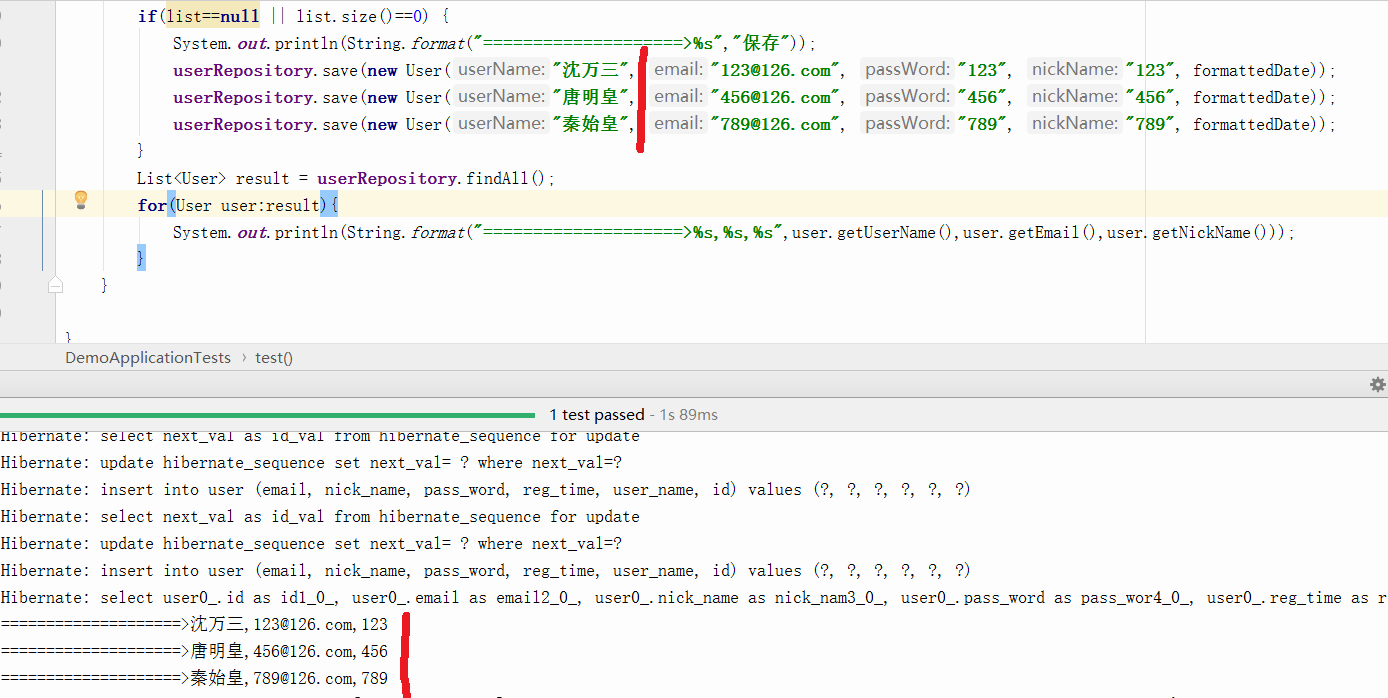 if(list==null || list.size()==0) {
System.out.println(String.format("====================>%s","保存"));
userRepository.save(new User( userName: "沈万三", email: "123@126.com", passWord: "123", nickName: "123", formattedDate));
userRepository.save(new User( userName: "唐明皇", email: "456@126.com", passWord: "456", nickName: "456", formattedDate));
userRepository.save(new User( userName: "秦始皇", email: "789@126.com", passWord: "789", nickName: "789", formattedDate));
}
List<User> result = userRepository.findAll();
for(User user:result){
System.out.println(String.format("====================>%s,%s,%s",user.getUserName(),user.getEmail(),user.getNickName()));
}
}
}
DemoApplicationTests › test()
1 test passed - 1s 89ms
Hibernate: select next_val as id_val from hibernate_sequence for update
Hibernate: update hibernate_sequence set next_val= ? where next_val=?
Hibernate: insert into user (email, nick_name, pass_word, reg_time, user_name, id) values (?, ?, ?, ?, ?, ?)
Hibernate: select next_val as id_val from hibernate_sequence for update
Hibernate: update hibernate_sequence set next_val= ? where next_val=?
Hibernate: insert into user (email, nick_name, pass_word, reg_time, user_name, id) values (?, ?, ?, ?, ?, ?)
Hibernate: select user0_.id as id1_0_, user0_.email as email2_0_, user0_.nick_name as nick_nam3_0_, user0_.pass_word as pass_wor4_0_, user0_.reg_time as r
====================>沈万三,123@126.com,123
====================>唐明皇,456@126.com,456
====================>秦始皇,789@126.com,789